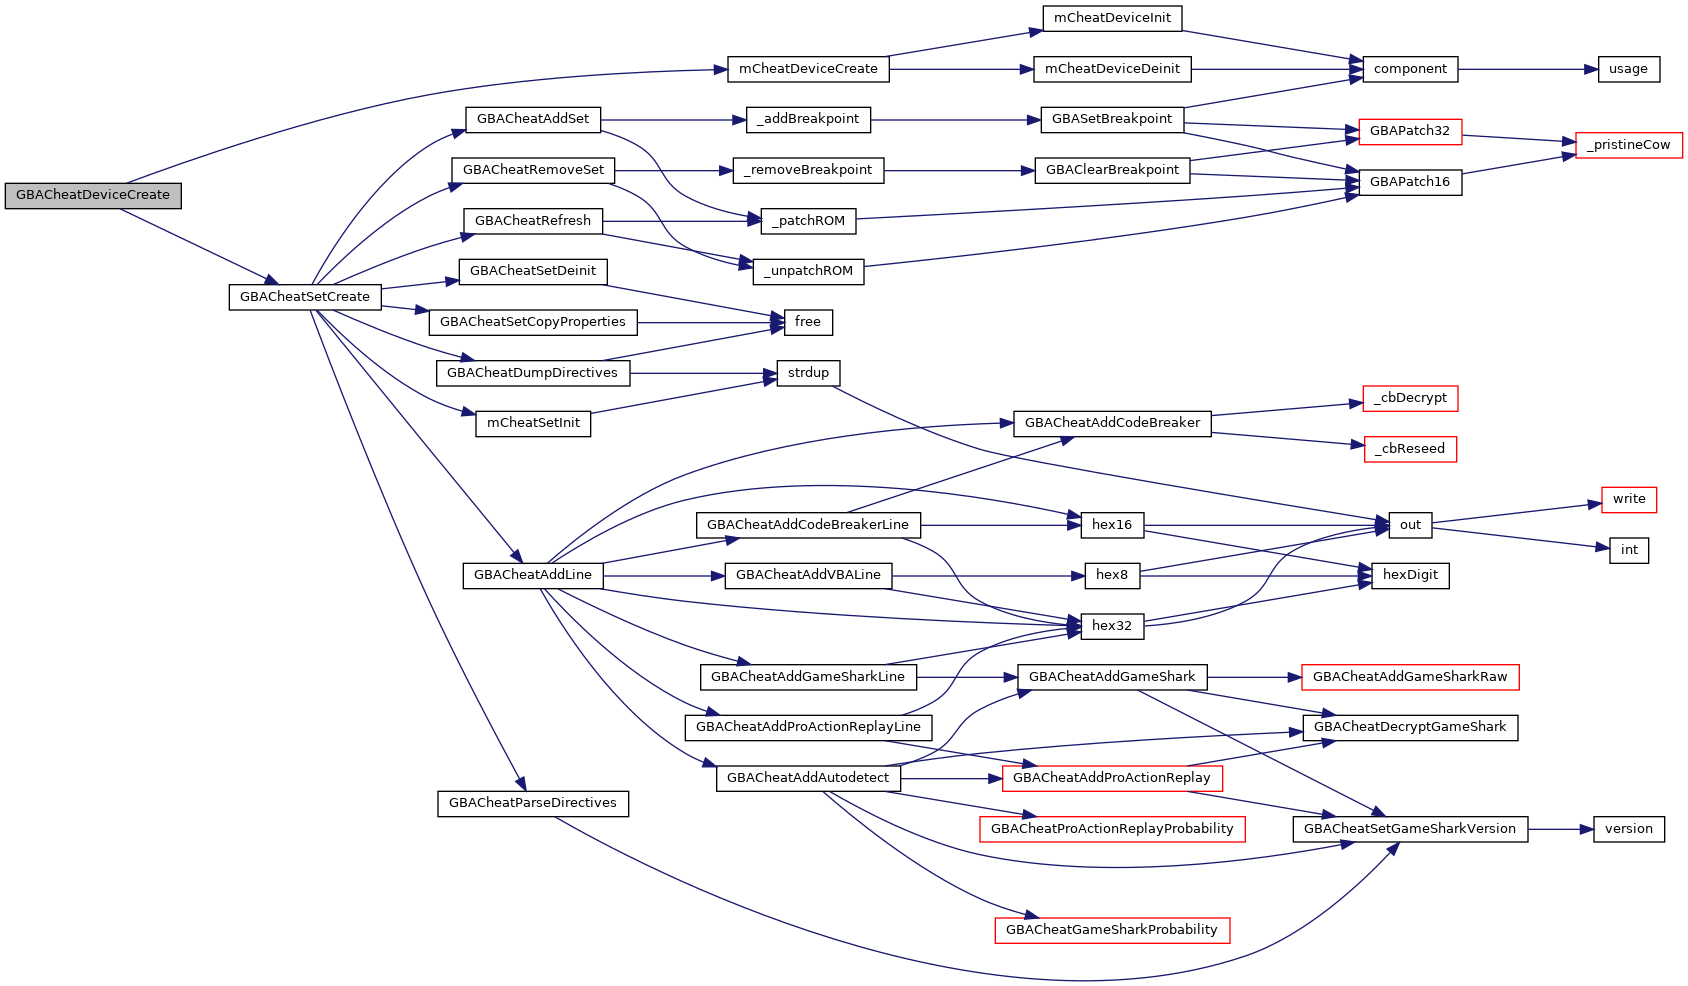 mCheatDeviceInit
mCheatDeviceCreate
mCheatDeviceDeinit
component
usage
GBACheatAddSet
_addBreakpoint
GBASetBreakpoint
GBAPatch32
_pristineCow
GBACheatRemoveSet
_removeBreakpoint
GBAClearBreakpoint
GBAPatch16
GBACheatDeviceCreate
GBACheatRefresh
_patchROM
GBACheatSetDeinit
_unpatchROM
GBACheatSetCreate
GBACheatSetCopyProperties
free
GBACheatDumpDirectives
strdup
mCheatSetInit
GBACheatAddCodeBreaker
_cbDecrypt
_cbReseed
write
GBACheatAddCodeBreakerLine
hex16
out
int
GBACheatAddLine
GBACheatAddVBALine
hex8
hexDigit
hex32
GBACheatAddGameSharkLine
GBACheatAddGameShark
GBACheatAddGameSharkRaw
GBACheatAddProActionReplayLine
GBACheatDecryptGameShark
GBACheatAddAutodetect
GBACheatAddProActionReplay
GBACheatParseDirectives
GBACheatProActionReplayProbability
GBACheatSetGameSharkVersion
version
GBACheatGameSharkProbability